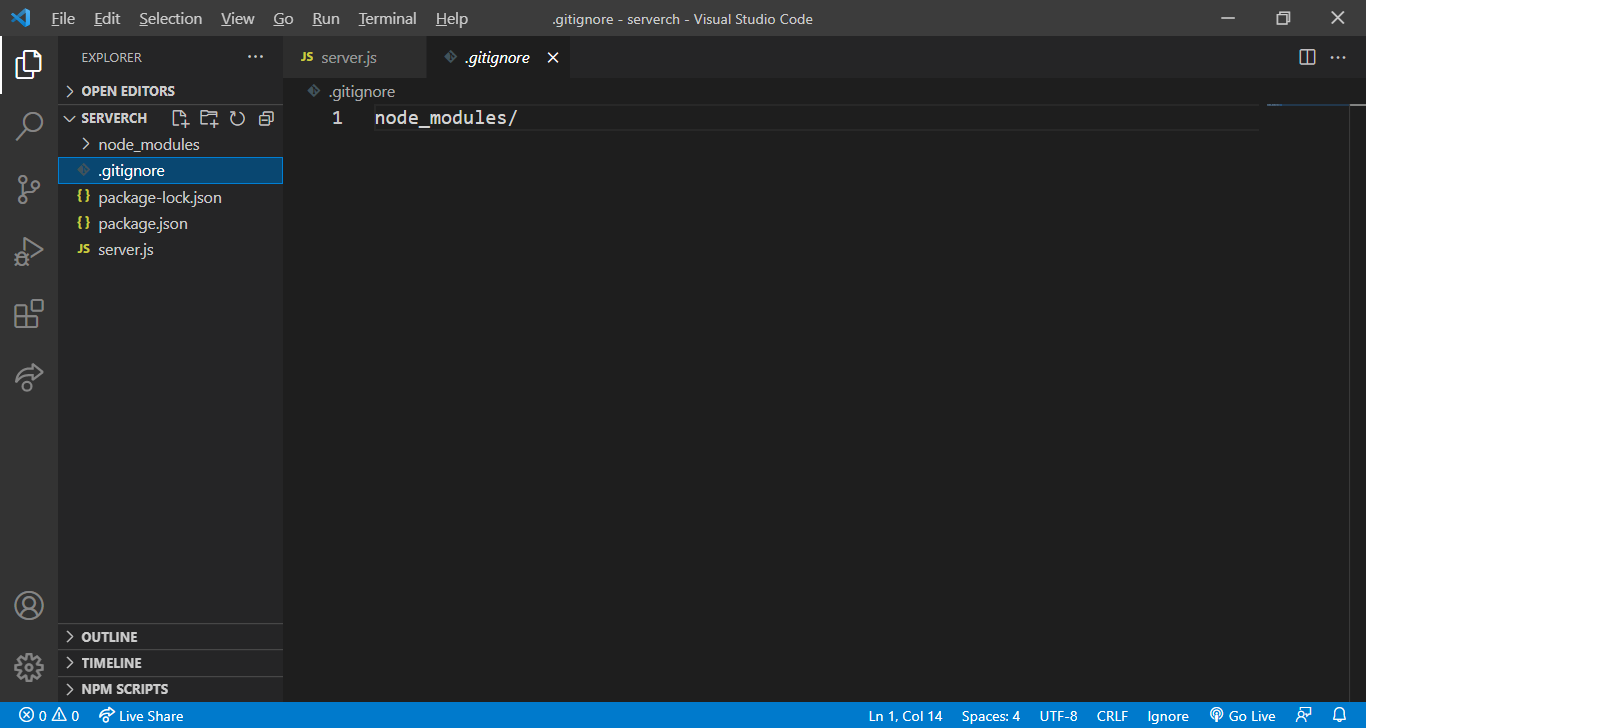 File Edit Selection View Go Run Terminal Help .gitignore - serverch - Visual Studio Code
EXPLORER
JS server.js .gitignore
OPEN EDITORS
.gitignore
SERVERCH
1 node_modules/
node_modules
.gitignore
{} package-lock.json
{} package.json
JS server.js
OUTLINE
TIMELINE
NPM SCRIPTS
0 0 Live Share Ln 1, Col 14 Spaces: 4 UTF-8 CRLF Ignore Go Live